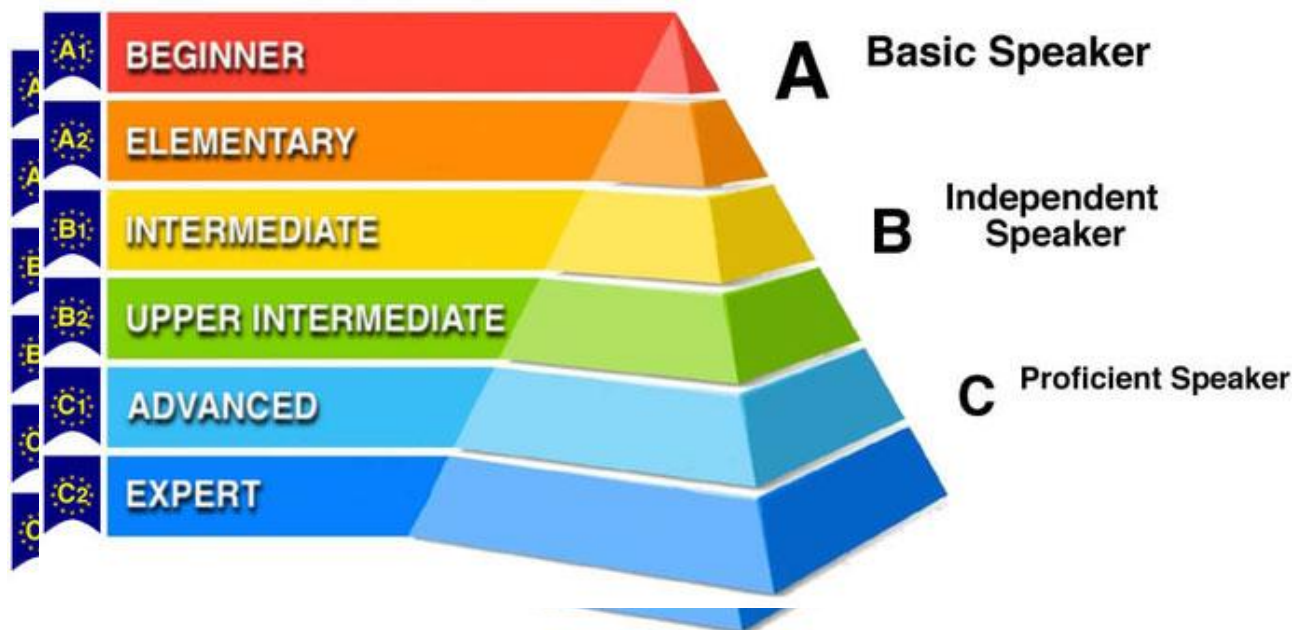 A1 BEGINNER
A Basic Speaker
A2 ELEMENTARY
B1 INTERMEDIATE
B Independent
Speaker
B2 UPPER INTERMEDIATE
C1 ADVANCED
C Proficient Speaker
C2 EXPERT
A
A
B
B
C
C